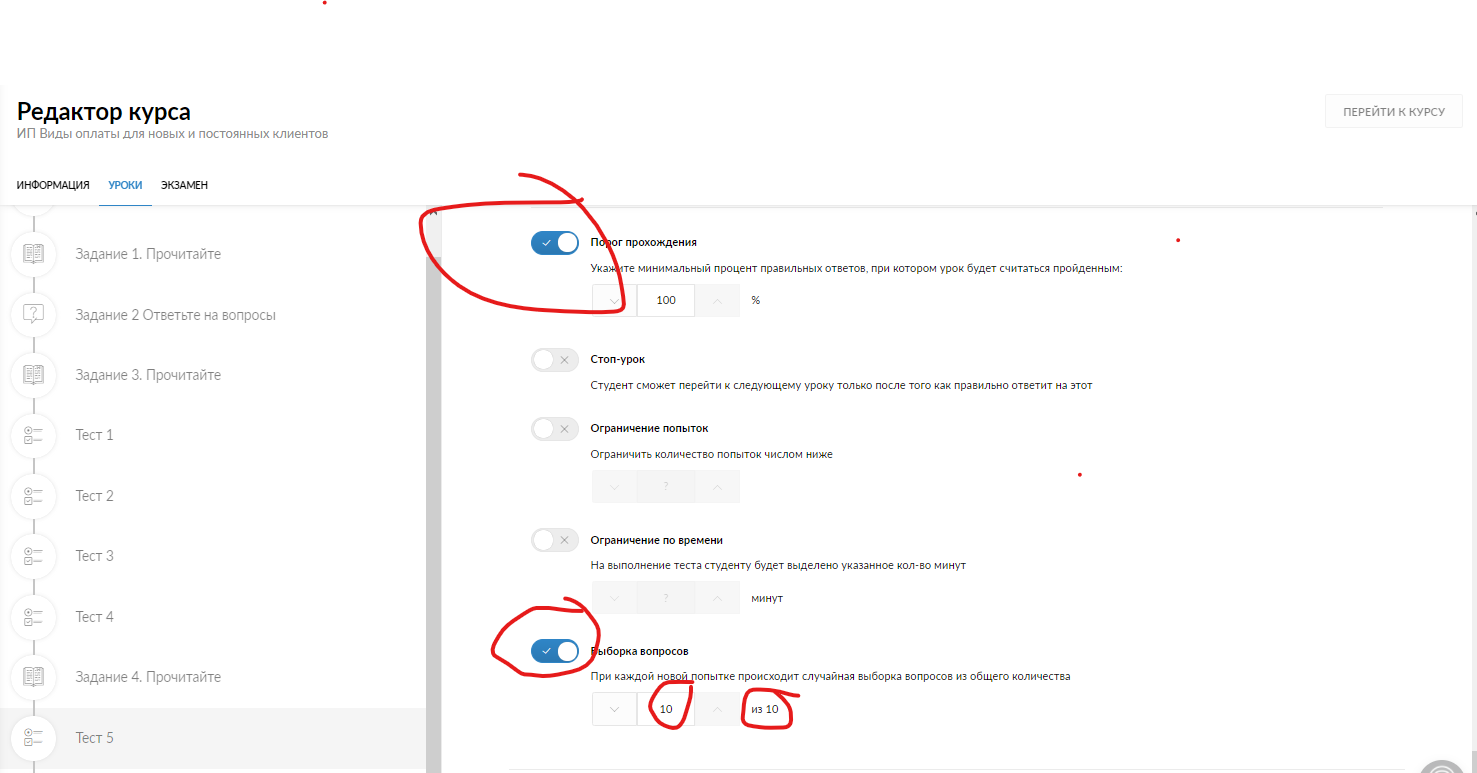 Редактор курса
ИП Виды оплаты для новых и постоянных клиентов
ПЕРЕЙТИ К КУРСУ
ИНФОРМАЦИЯ УРОКИ ЭКЗАМЕН
Задание 1. Прочитайте
Задание 2 Ответьте на вопросы
Задание 3. Прочитайте
Тест 1
Тест 2
Тест 3
Тест 4
Задание 4. Прочитайте
Тест 5
Порог прохождения
Укажите минимальный процент правильных ответов, при котором урок будет считаться пройденным:
100 %
Стоп-урок
Студент сможет перейти к следующему уроку только после того как правильно ответит на этот
Ограничение попыток
Ограничить количество попыток числом ниже
?
Ограничение по времени
На выполнение теста студенту будет выделено указанное кол-во минут
? минут
Выборка вопросов
При каждой новой попытке происходит случайная выборка вопросов из общего количества
10 из 10